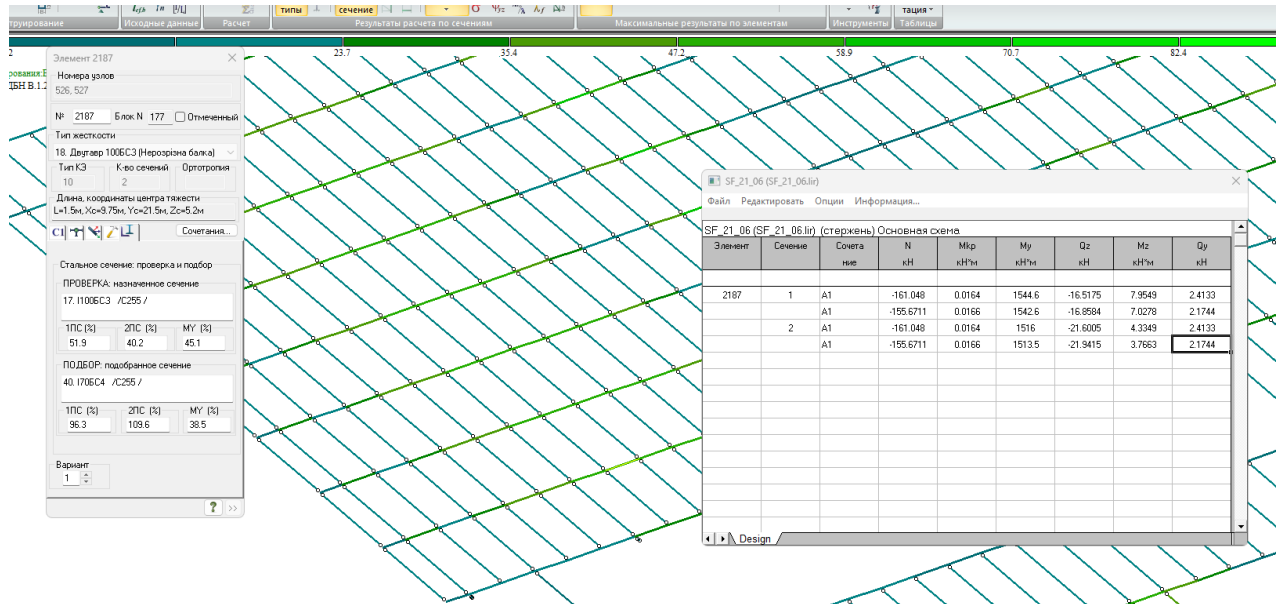 типы сечение σ
тация
труирование Исходные данные Расчет Результаты расчета по сечениям Максимальные результаты по элементам Инструменты Таблицы
2 23.7 35.4 47.2 58.9 70.7 82.4
Элемент 2187
рования:
ДБН В.1.2
Номера узлов
526, 527
№ 2187 Блок N 177 Отмеченный
Тип жесткости
18. Двутавр 100БС3 (Нерозрізна балка)
Тип КЭ К-во сечений Ортотропия
10 2
Длина, координаты центра тяжести
L=1.5м, Xc=9.75м, Yc=21.5м, Zc=5.2м
C1 Сочетания...
Стальное сечение: проверка и подбор
ПРОВЕРКА: назначенное сечение
17. I100БС3 /С255 /
1ПС (%) 2ПС (%) МУ (%)
51.9 40.2 45.1
ПОДБОР: подобранное сечение
40. I70БС4 /С255 /
1ПС (%) 2ПС (%) МУ (%)
96.3 109.6 38.5
Вариант
1
? >>
SF_21_06 (SF_21_06.lir)
Файл Редактировать Опции Информация...
SF_21_06 (SF_21_06.lir) (стержень) Основная схема
Элемент Сечение Сочета N Мкр My Qz Mz Qy
ние кН кН*м кН*м кН кН*м кН
2187 1 A1 -161.048 0.0164 1544.6 -16.5175 7.9549 2.4133
A1 -155.6711 0.0166 1542.6 -16.8584 7.0278 2.1744
2 A1 -161.048 0.0164 1516 -21.6005 4.3349 2.4133
A1 -155.6711 0.0166 1513.5 -21.9415 3.7663 2.1744
Design